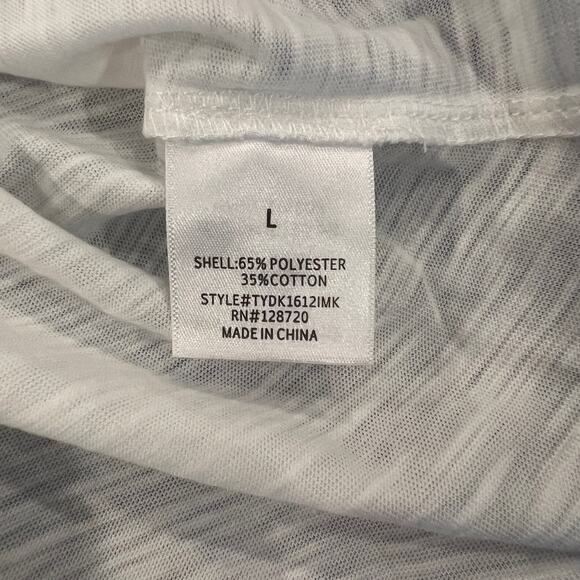 L
SHELL:65% POLYESTER
35%COTTON
STYLE#TYDK1612IMK
RN#128720
MADE IN CHINA